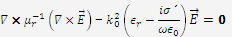 ∇ × μᵣ⁻¹ (∇ × E⃗) − k₀² (εᵣ − iσ´/ωϵ₀) E⃗ = 0